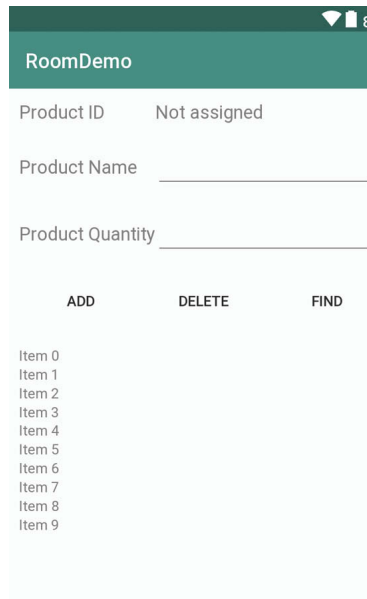 RoomDemo
Product ID Not assigned
Product Name
Product Quantity
ADD DELETE FIND
Item 0
Item 1
Item 2
Item 3
Item 4
Item 5
Item 6
Item 7
Item 8
Item 9